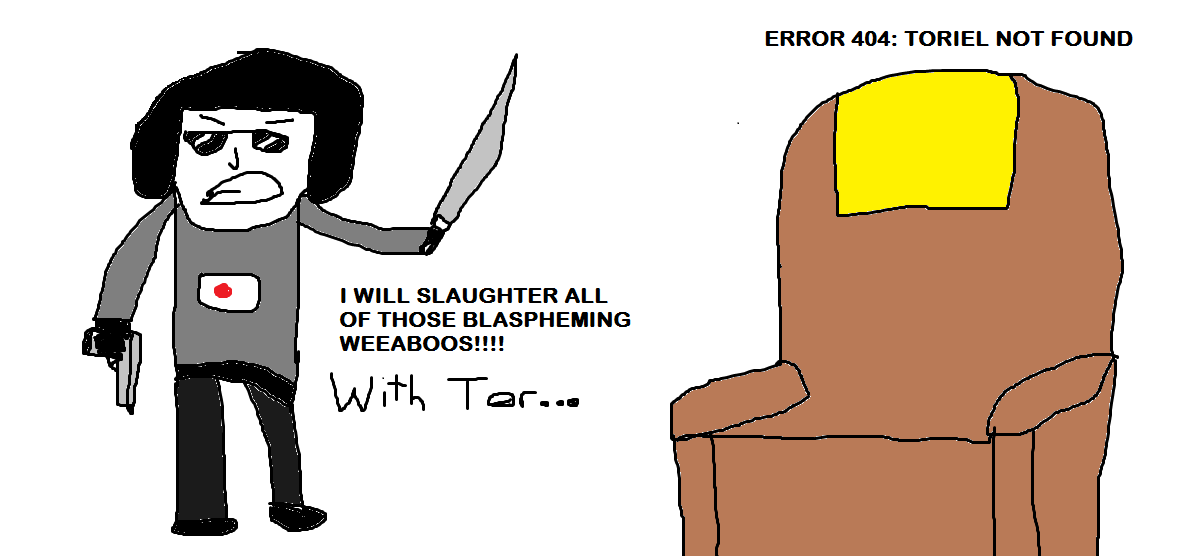 ERROR 404: TORIEL NOT FOUND
I WILL SLAUGHTER ALL
OF THOSE BLASPHEMING
WEEABOOS!!!!
With Tor...